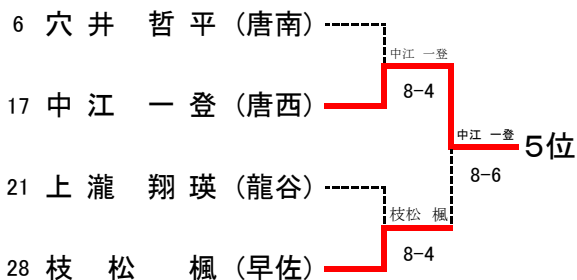 6 穴井 哲平 (唐南)
中江 一登
17 中江 一登 (唐西)
8-4
中江 一登
5位
8-6
21 上瀧 翔瑛 (龍谷)
枝松 楓
28 枝松 楓 (早佐)
8-4